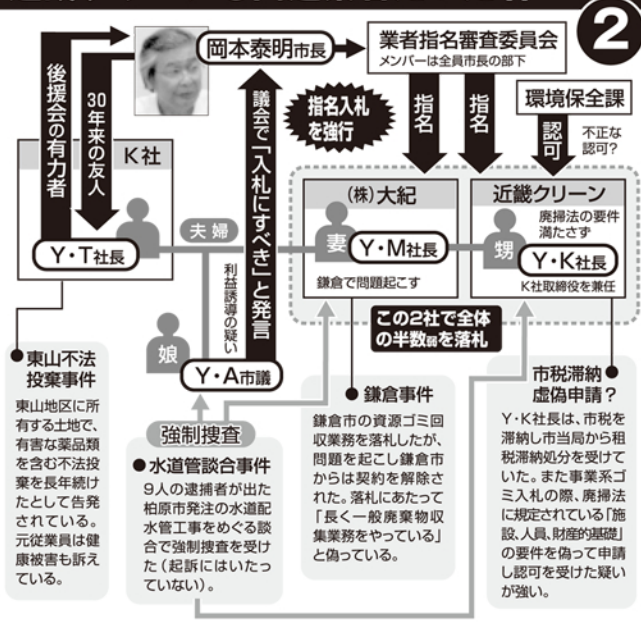 2
岡本泰明市長
業者指名審査委員会
メンバーは全員市長の部下
環境保全課
後援会の有力者
30年来の友人
議会で「入札にすべき」と発言
指名入札
を強行
指名
指名
認可
不正な
認可?
K社
Y・T社長
夫婦
利益誘導の疑い
娘
Y・A市議
(株)大紀
妻
Y・M社長
鎌倉で問題起こす
近畿クリーン
廃掃法の要件
満たさず
甥
Y・K社長
K社取締役を兼任
この2社で全体
の半数弱を落札
●東山不法
投棄事件
東山地区に所
有する土地で、
有害な薬品類
を含む不法投
棄を長年続け
たとして告発
されている。
元従業員は健
康被害も訴え
ている。
強制捜査
●水道管談合事件
9人の逮捕者が出た
柏原市発注の水道配
水管工事をめぐる談
合で強制捜査を受け
た(起訴にはいたっ
ていない)。
●鎌倉事件
鎌倉市の資源ゴミ回
収業務を落札したが、
問題を起こし鎌倉市
からは契約を解除さ
れた。落札にあたって
「長く一般廃棄物収
集業務をやっている」
と偽っている。
市税滞納●
虚偽申請?
Y・K社長は、市税を
滞納し市当局から租
税滞納処分を受けて
いた。また事業系ゴ
ミ入札の際、廃掃法
に規定されている「施
設、人員、財産的基礎」
の要件を偽って申請
し認可を受けた疑い
が強い。